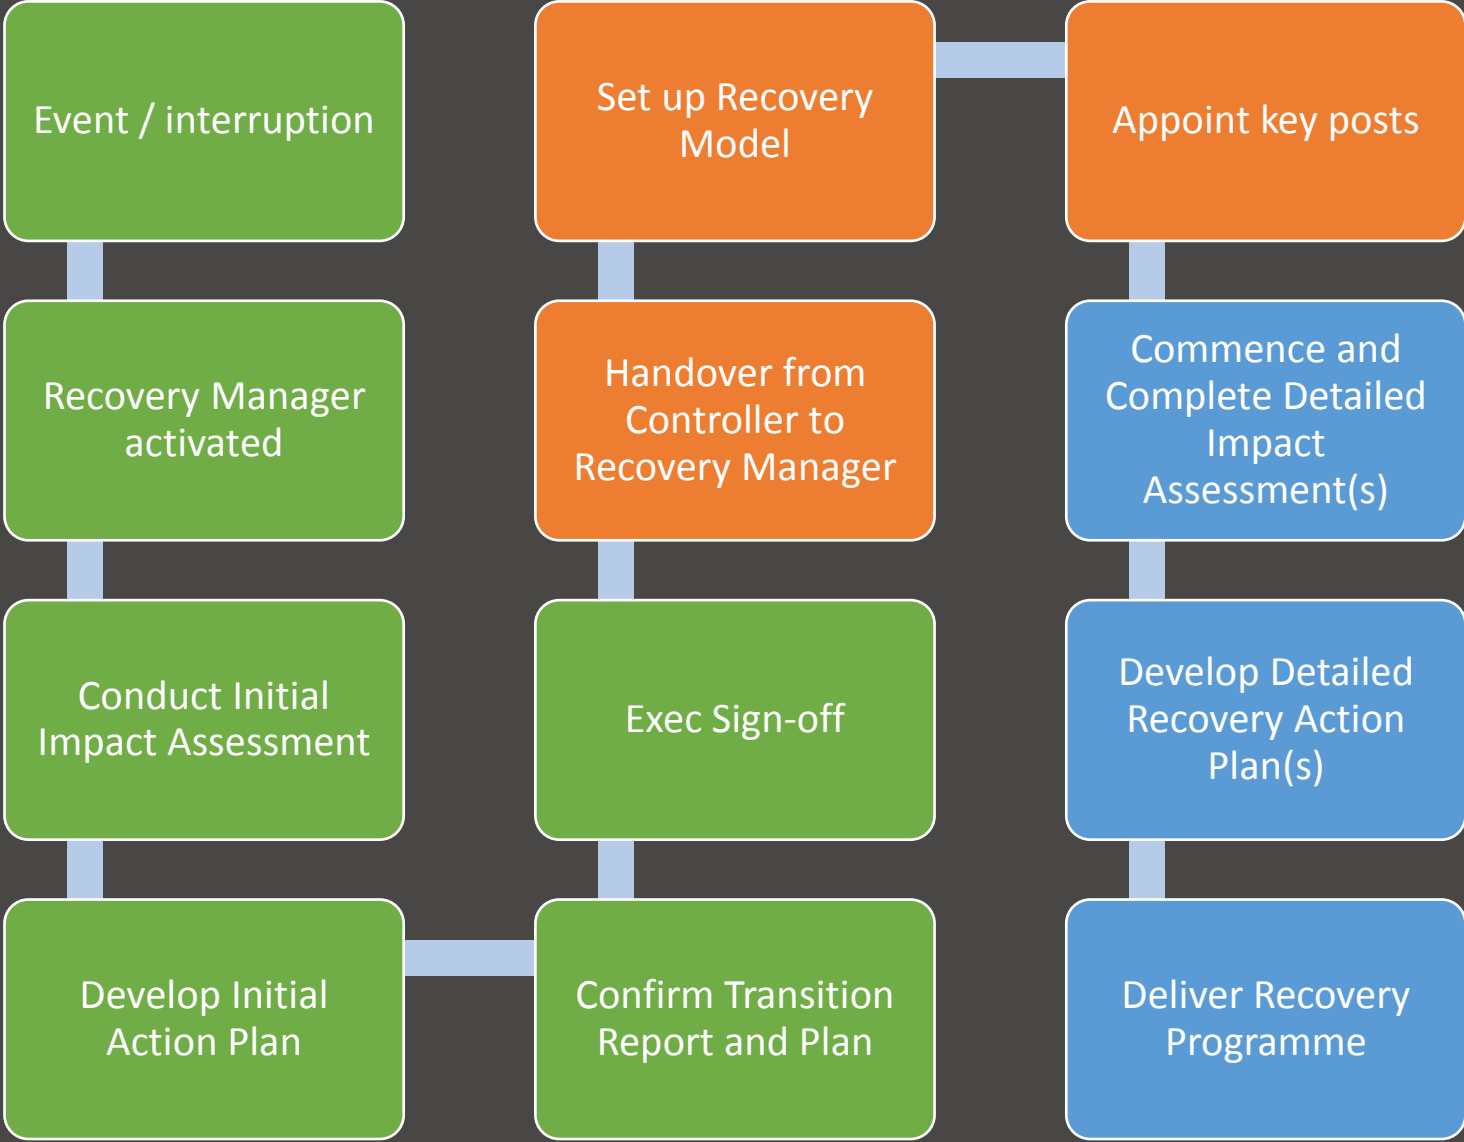 Event / interruption
Recovery Manager
activated
Conduct Initial
Impact Assessment
Develop Initial
Action Plan
Confirm Transition
Report and Plan
Exec Sign-off
Handover from
Controller to
Recovery Manager
Set up Recovery
Model
Appoint key posts
Commence and
Complete Detailed
Impact
Assessment(s)
Develop Detailed
Recovery Action
Plan(s)
Deliver Recovery
Programme